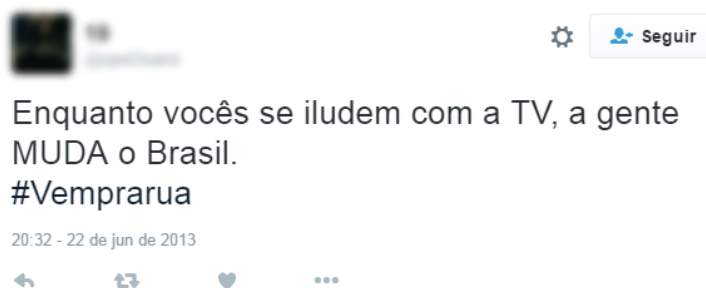 Seguir
Enquanto vocês se iludem com a TV, a gente
MUDA o Brasil.
#Vemprarua
20:32 - 22 de jun de 2013